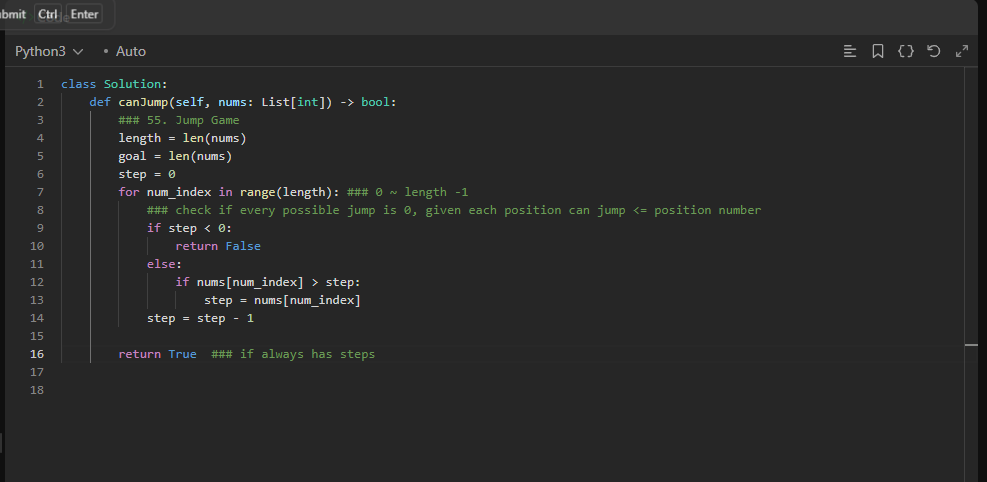 Ctrl Enter
Python3 • Auto
1 class Solution:
2     def canJump(self, nums: List[int]) -> bool:
3         ### 55. Jump Game
4         length = len(nums)
5         goal = len(nums)
6         step = 0
7         for num_index in range(length): ### 0 ~ length -1
8             ### check if every possible jump is 0, given each position can jump <= position number
9             if step < 0:
10                 return False
11             else:
12                 if nums[num_index] > step:
13                     step = nums[num_index]
14             step = step - 1
15
16         return True  ### if always has steps
17
18